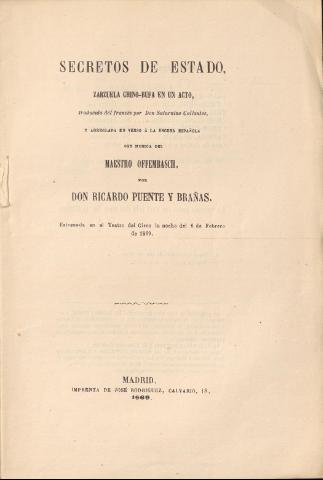 SECRETOS DE ESTADO,
ZARZUELA CHINO-BUFA EN UN ACTO,
traducida del francés por Don Saturnino Collantes,
Y ARREGLADA EN VERSO Á LA ESCENA ESPAÑOLA
CON MÚSICA DEL
MAESTRO OFFEMBASCH,
POR
DON RICARDO PUENTE Y BRAÑAS.
Estrenada en el Teatro del Circo la noche del 6 de Febrero
de 1869.
MADRID.
IMPRENTA DE JOSÉ RODRIGUEZ, CALVARIO, 18,
1869.